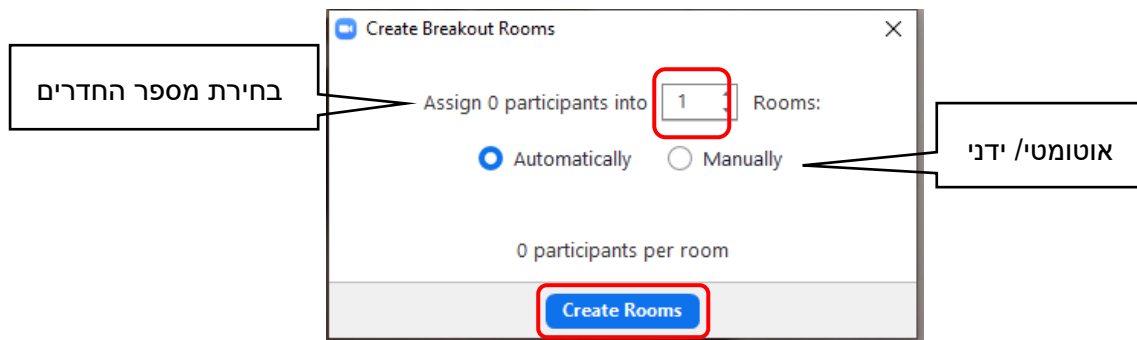 Create Breakout Rooms
בחירת מספר החדרים
Assign 0 participants into 1 Rooms:
Automatically Manually
אוטומטי/ ידני
0 participants per room
Create Rooms